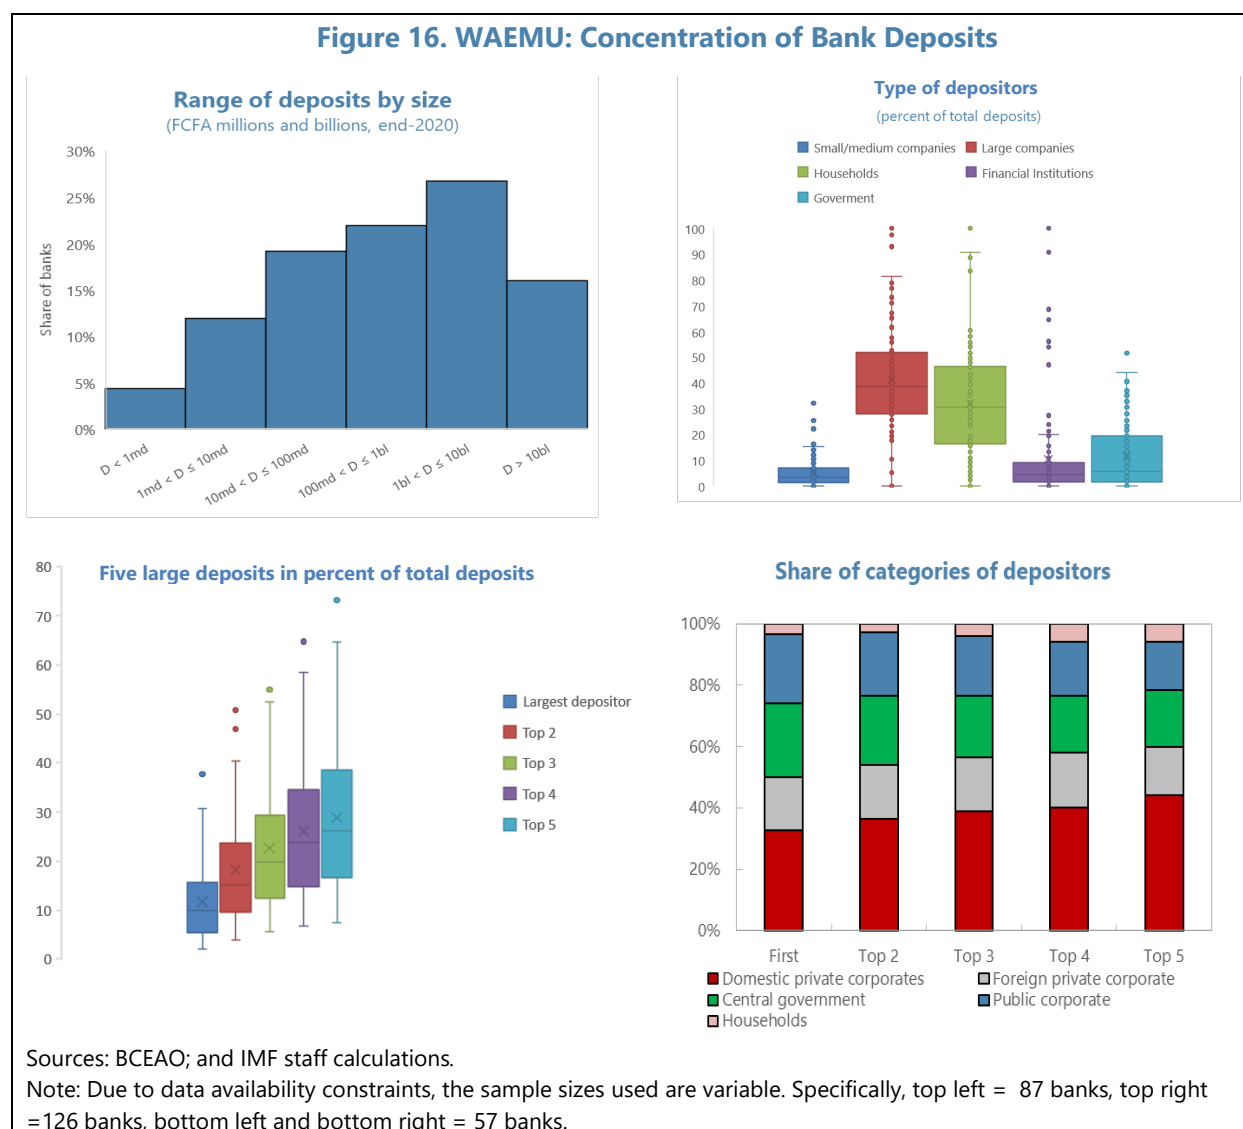 Figure 16. WAEMU: Concentration of Bank Deposits
Range of deposits by size
(FCFA millions and billions, end-2020)
30%
25%
20%
15%
10%
5%
0%
Share of banks
D < 1md
1md < D ≤ 10md
10md < D ≤ 100md
100md < D ≤ 1bl
1bl < D ≤ 10bl
D > 10bl
Type of depositors
(percent of total deposits)
Small/medium companies
Large companies
Households
Financial Institutions
Goverment
100
90
80
70
60
50
40
30
20
10
0
Five large deposits in percent of total deposits
80
70
60
50
40
30
20
10
0
Largest depositor
Top 2
Top 3
Top 4
Top 5
Share of categories of depositors
100%
80%
60%
40%
20%
0%
First Top 2 Top 3 Top 4 Top 5
Domestic private corporates
Foreign private corporate
Central government
Public corporate
Households
Sources: BCEAO; and IMF staff calculations.
Note: Due to data availability constraints, the sample sizes used are variable. Specifically, top left = 87 banks, top right
=126 banks, bottom left and bottom right = 57 banks.